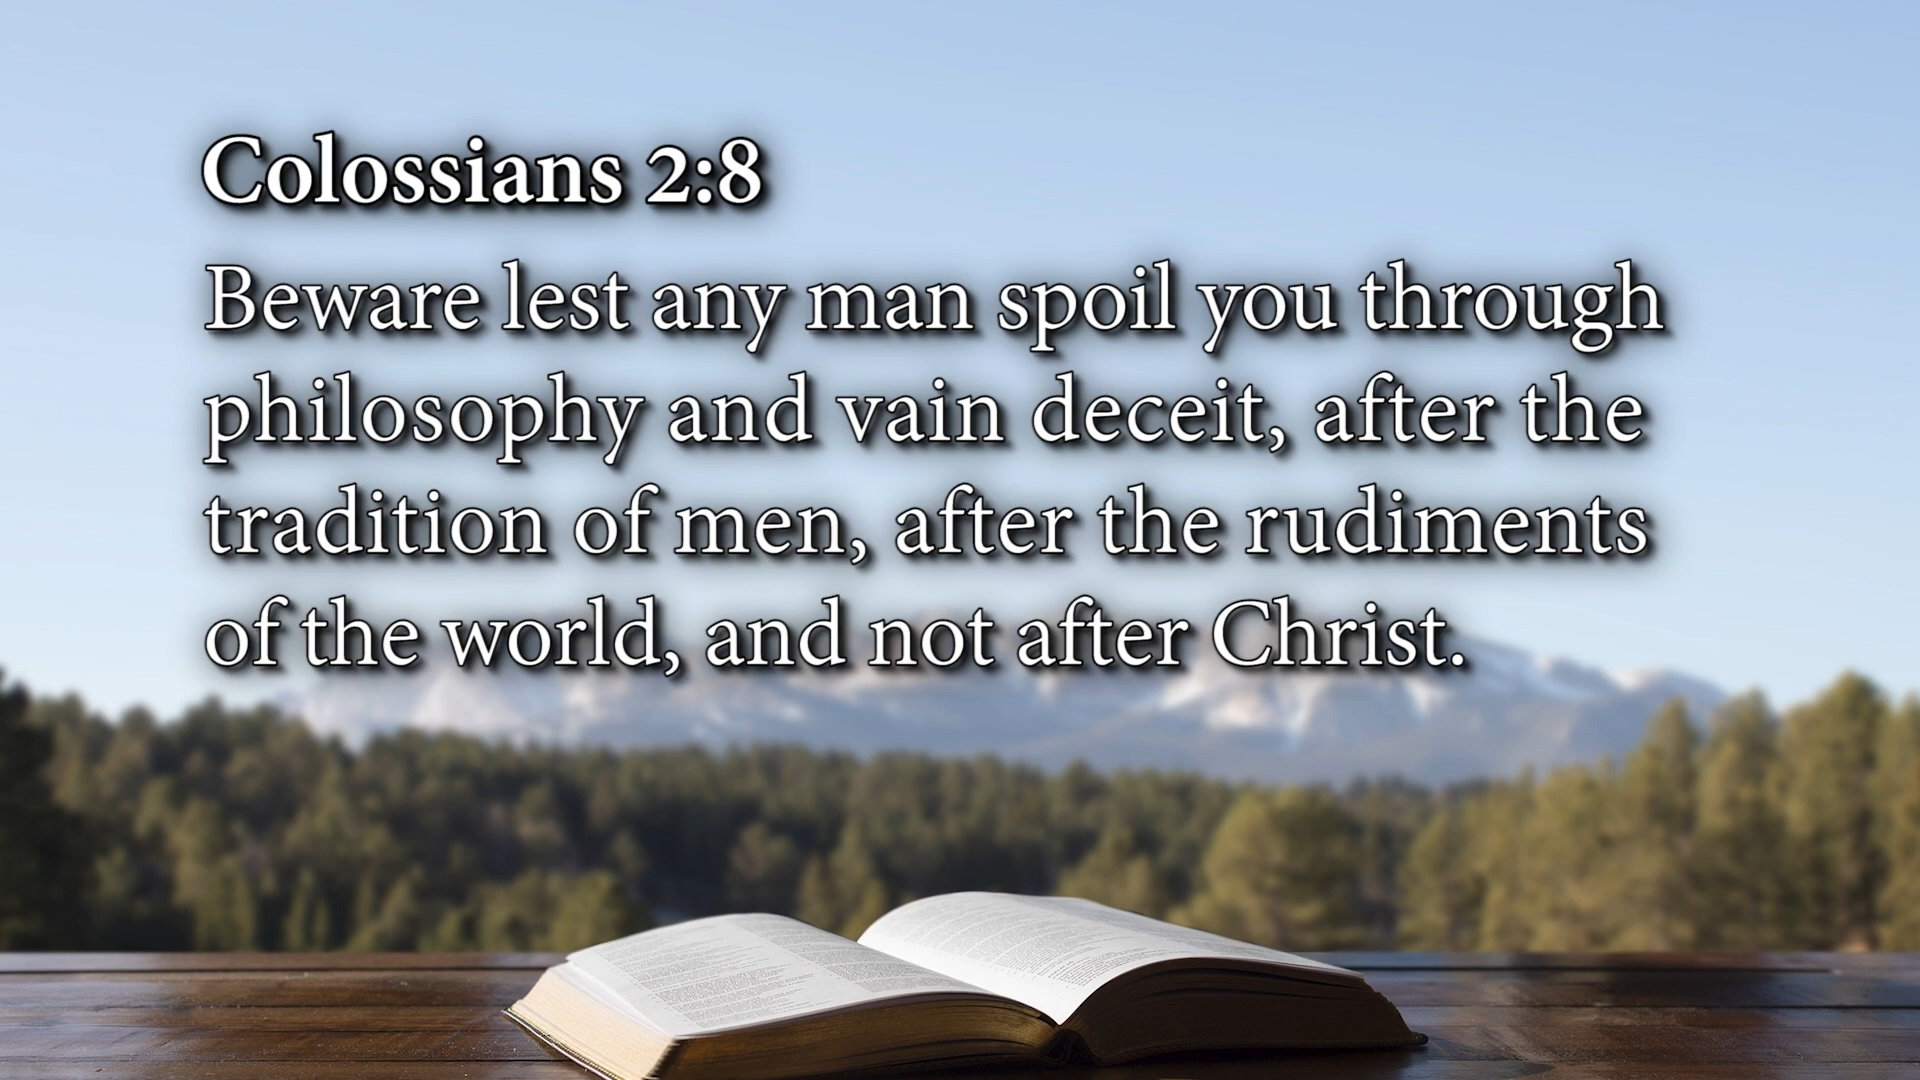 Colossians 2:8
Beware lest any man spoil you through
philosophy and vain deceit, after the
tradition of men, after the rudiments
of the world, and not after Christ.